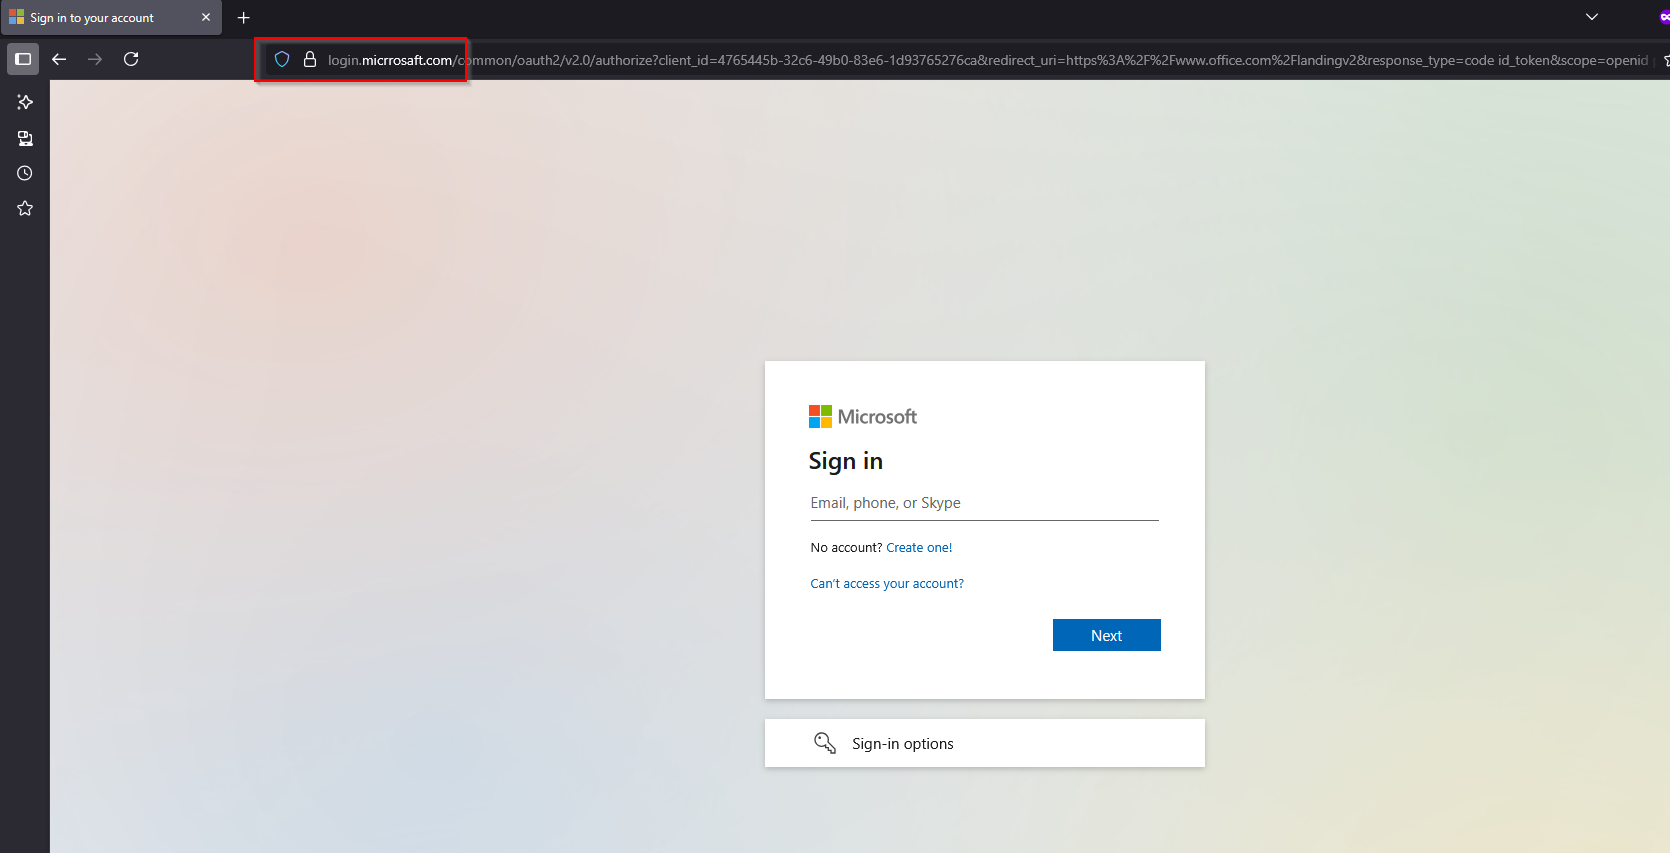 Sign in to your account
login.micrrosaft.com/common/oauth2/v2.0/authorize?client_id=4765445b-32c6-49b0-83e6-1d93765276ca&redirect_uri=https%3A%2F%2Fwww.office.com%2Flandingv2&response_type=code id_token&scope=openid
Microsoft
Sign in
Email, phone, or Skype
No account? Create one!
Can't access your account?
Next
Sign-in options